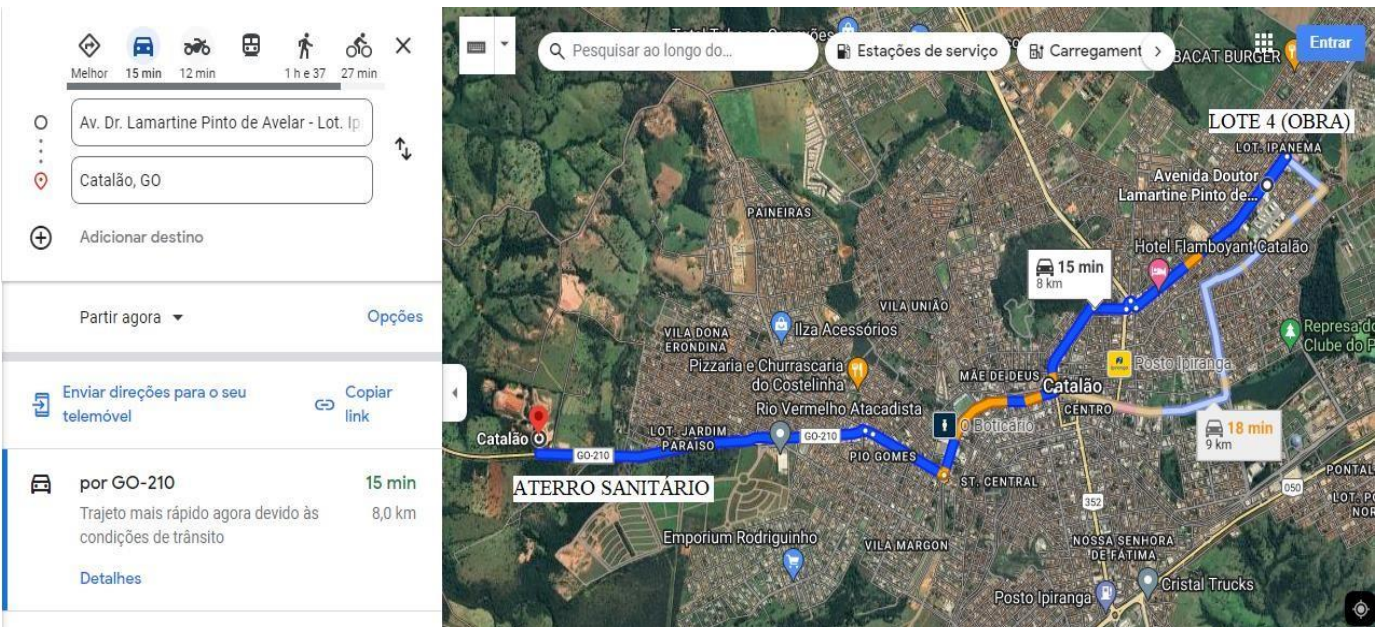 Melhor
15 min
12 min
1 h e 37
27 min
Av. Dr. Lamartine Pinto de Avelar - Lot. Ip
Catalão, GO
Adicionar destino
Partir agora
Opções
Enviar direções para o seu
telemóvel
Copiar
link
por GO-210
15 min
Trajeto mais rápido agora devido às
condições de trânsito
8,0 km
Detalhes
Pesquisar ao longo do...
Estações de serviço
Carregament
Entrar
BACAT BURGER
LOTE 4 (OBRA)
LOT. IPANEMA
Avenida Doutor
Lamartine Pinto de...
PAINEIRAS
Hotel Flamboyant Catalão
15 min
8 km
VILA UNIÃO
Ilza Acessórios
VILA DONA
ERONDINA
Represa do
Clube do P
Pizzaria e Churrascaria
do Costelinha
Posto Ipiranga
MÃE DE DEUS
Catalão
CENTRO
Rio Vermelho Atacadista
O Boticário
18 min
9 km
Catalão
LOT. JARDIM
PARAISO
GO-210
GO-210
PIO GOMES
ATERRO SANITÁRIO
ST. CENTRAL
PONTAL
050
352
LOT. PO
NOR
Emporium Rodriguinho
VILA MARGON
NOSSA SENHORA
DE FÁTIMA
Cristal Trucks
Posto Ipiranga